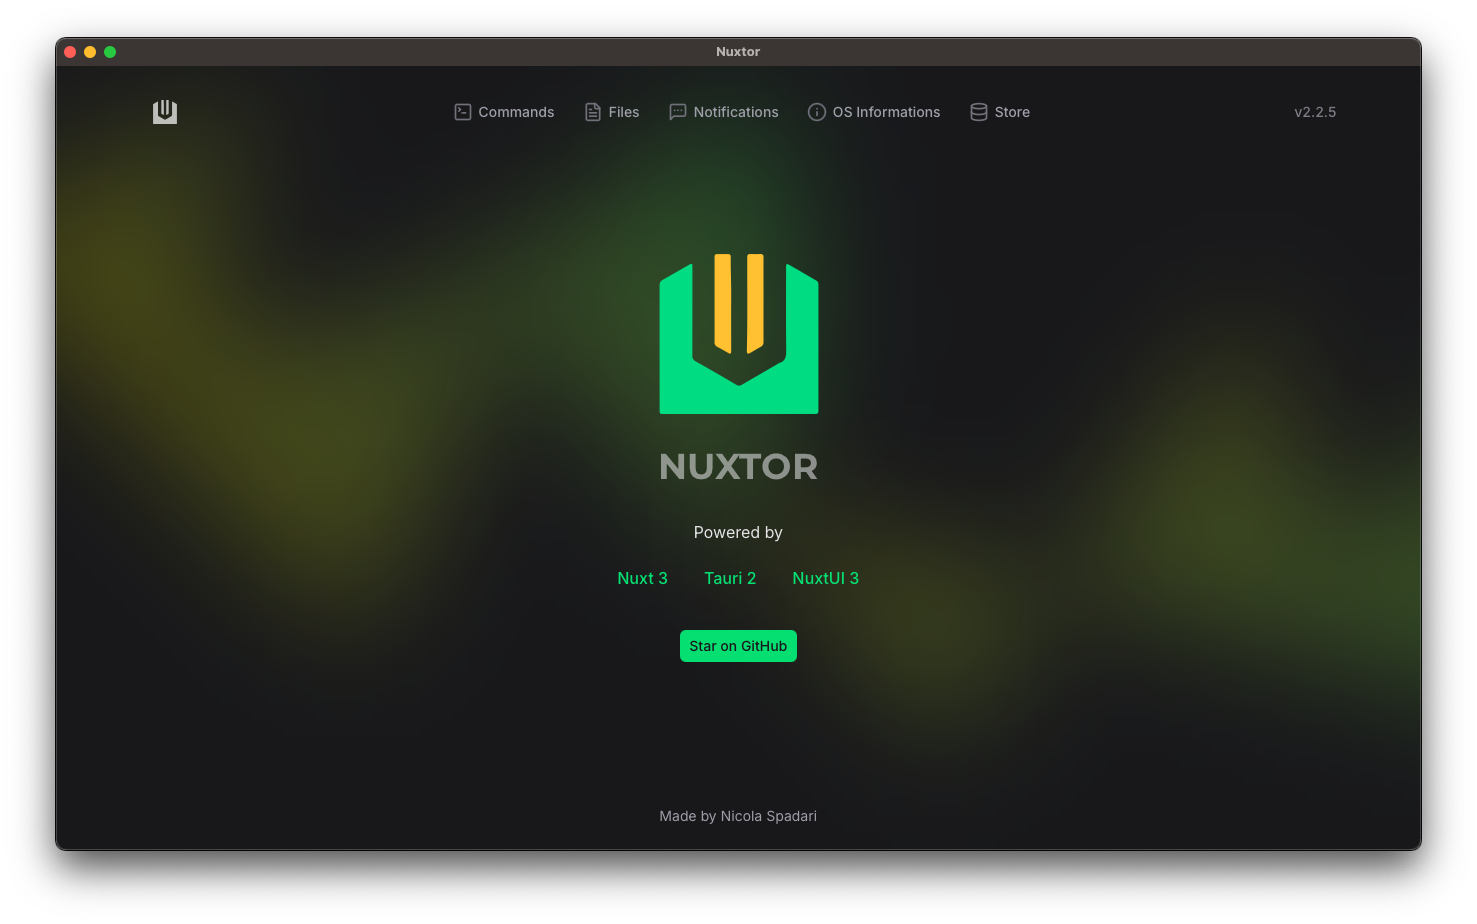 Nuxtor
Commands Files Notifications OS Informations Store v2.2.5
NUXTOR
Powered by
Nuxt 3 Tauri 2 NuxtUI 3
Star on GitHub
Made by Nicola Spadari